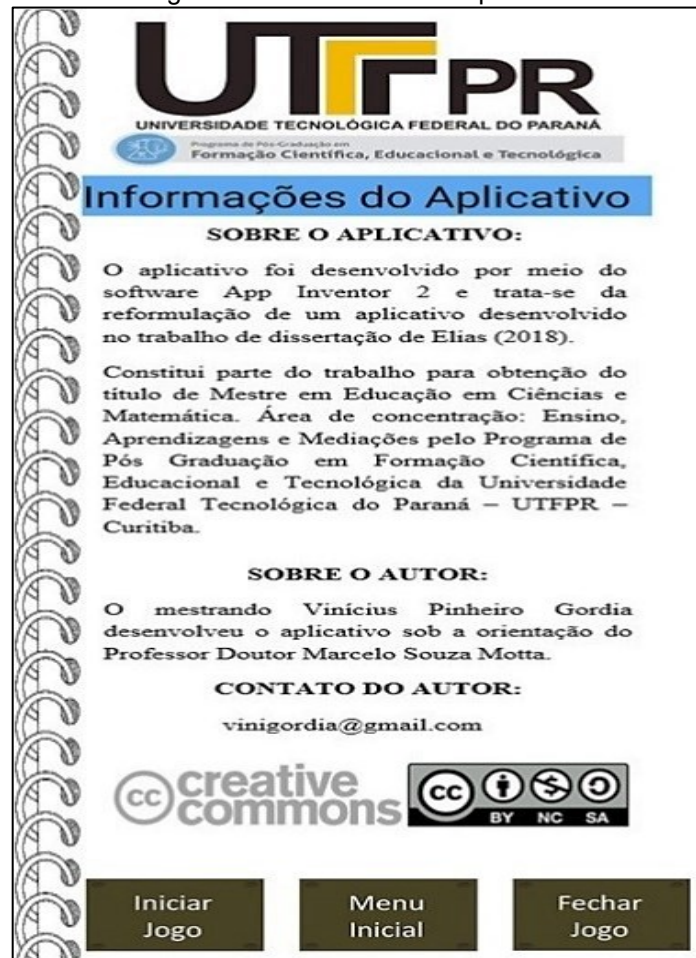 UTFPR
UNIVERSIDADE TECNOLÓGICA FEDERAL DO PARANÁ
Programa de Pós-Graduação em
Formação Científica, Educacional e Tecnológica
Informações do Aplicativo
SOBRE O APLICATIVO:
O aplicativo foi desenvolvido por meio do
software App Inventor 2 e trata-se da
reformulação de um aplicativo desenvolvido
no trabalho de dissertação de Elias (2018).
Constitui parte do trabalho para obtenção do
título de Mestre em Educação em Ciências e
Matemática. Área de concentração: Ensino,
Aprendizagens e Mediações pelo Programa de
Pós Graduação em Formação Científica,
Educacional e Tecnológica da Universidade
Federal Tecnológica do Paraná – UTFPR –
Curitiba.
SOBRE O AUTOR:
O mestrando Vinícius Pinheiro Gordia
desenvolveu o aplicativo sob a orientação do
Professor Doutor Marcelo Souza Motta.
CONTATO DO AUTOR:
vinigordia@gmail.com
cc creative commons
cc BY NC SA
Iniciar Jogo
Menu Inicial
Fechar Jogo